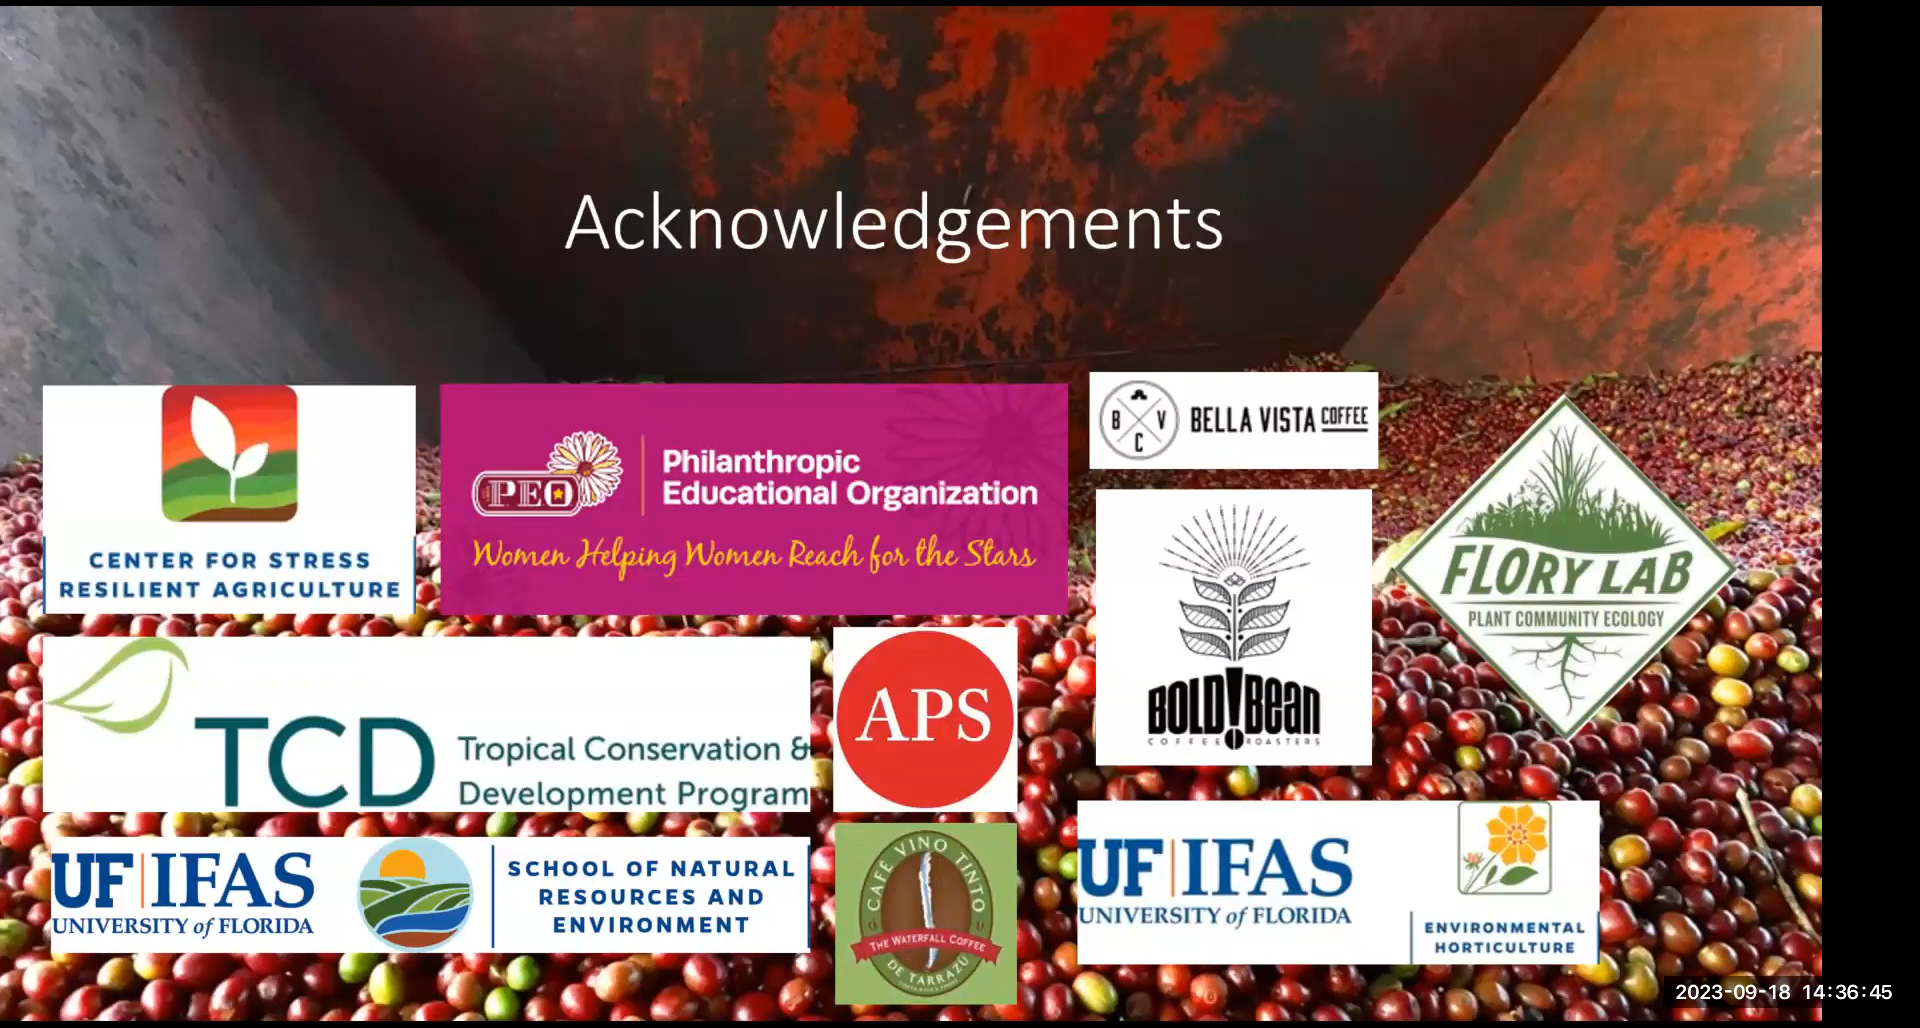 Acknowledgements
CENTER FOR STRESS
RESILIENT AGRICULTURE
PEO
Philanthropic
Educational Organization
Women Helping Women Reach for the Stars
B V
C
BELLA VISTA COFFEE
BOLD!BEAN
COFFEE ROASTERS
FLORY LAB
PLANT COMMUNITY ECOLOGY
TCD
Tropical Conservation &
Development Program
APS
UF IFAS
UNIVERSITY of FLORIDA
SCHOOL OF NATURAL
RESOURCES AND
ENVIRONMENT
CAFÉ VINO TINTO
THE WATERFALL COFFEE
DE TARRAZÚ
UF IFAS
UNIVERSITY of FLORIDA
ENVIRONMENTAL
HORTICULTURE
2023-09-18 14:36:45